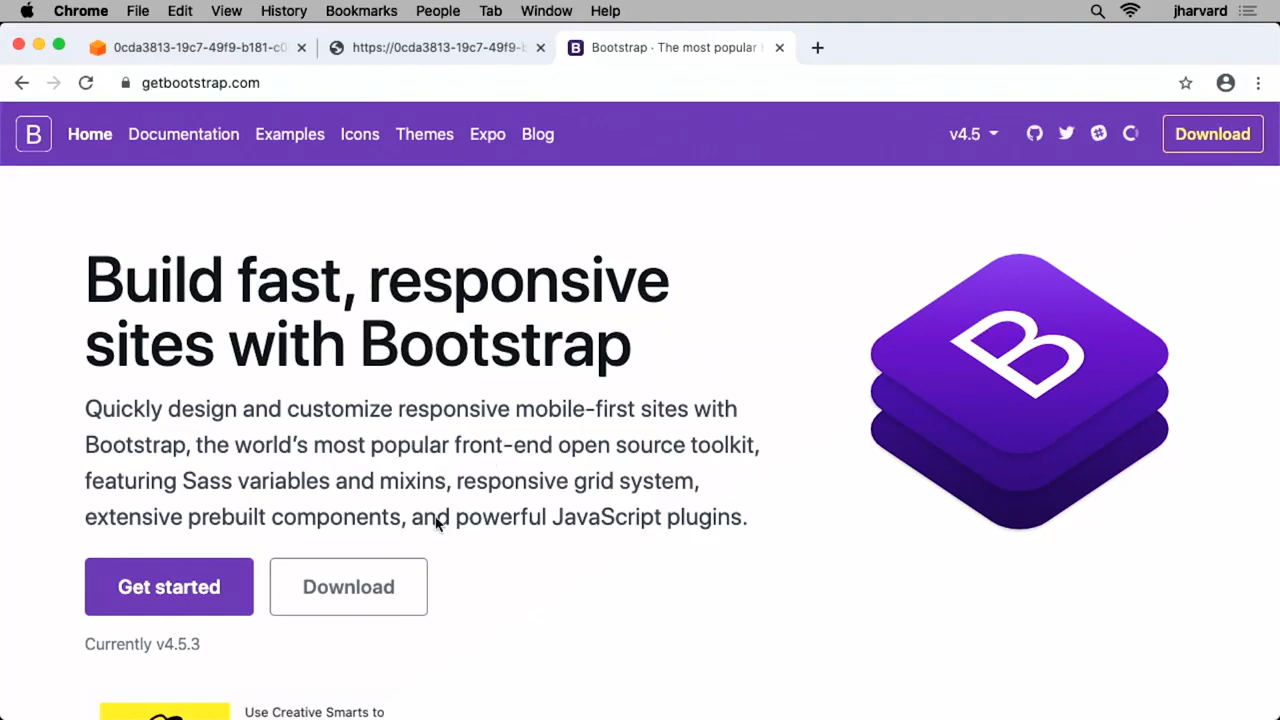 Chrome File Edit View History Bookmarks People Tab Window Help jharvard
0cda3813-19c7-49f9-b181-c0 https://0cda3813-19c7-49f9-b B Bootstrap · The most popular
getbootstrap.com
B Home Documentation Examples Icons Themes Expo Blog v4.5 Download
Build fast, responsive
sites with Bootstrap
B
Quickly design and customize responsive mobile-first sites with
Bootstrap, the world’s most popular front-end open source toolkit,
featuring Sass variables and mixins, responsive grid system,
extensive prebuilt components, and powerful JavaScript plugins.
Get started Download
Currently v4.5.3
Use Creative Smarts to